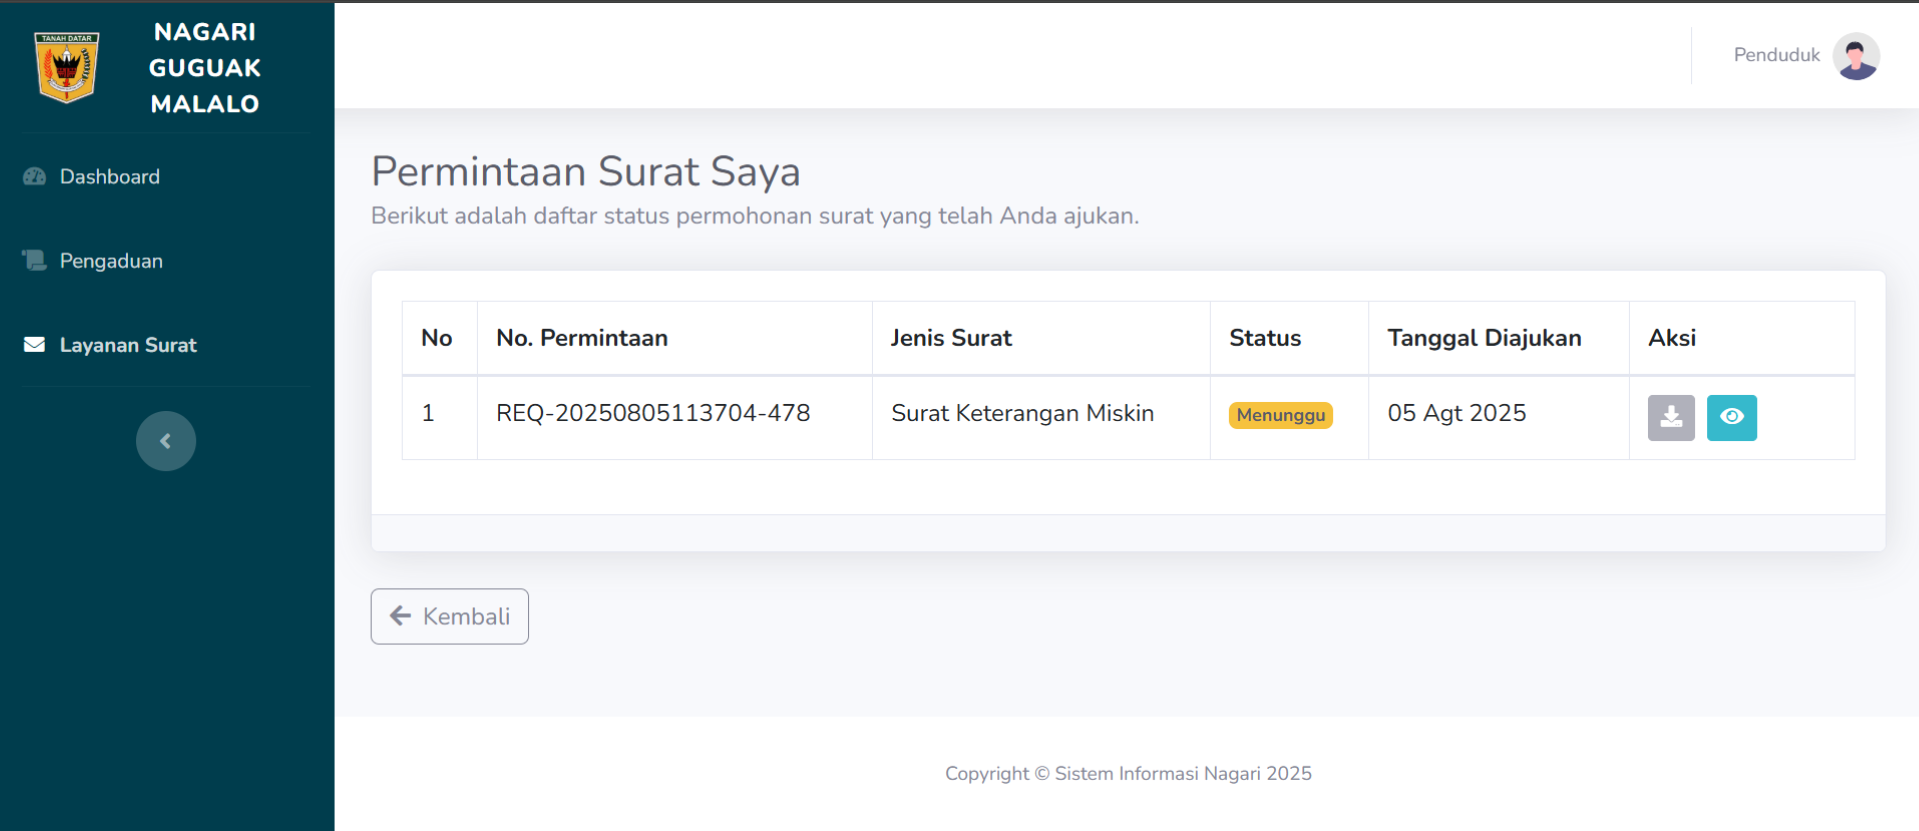 TANAH DATAR
NAGARI
GUGUAK
MALALO
Dashboard
Pengaduan
Layanan Surat
Penduduk
Permintaan Surat Saya
Berikut adalah daftar status permohonan surat yang telah Anda ajukan.
No No. Permintaan Jenis Surat Status Tanggal Diajukan Aksi
1 REQ-20250805113704-478 Surat Keterangan Miskin Menunggu 05 Agt 2025
Kembali
Copyright © Sistem Informasi Nagari 2025